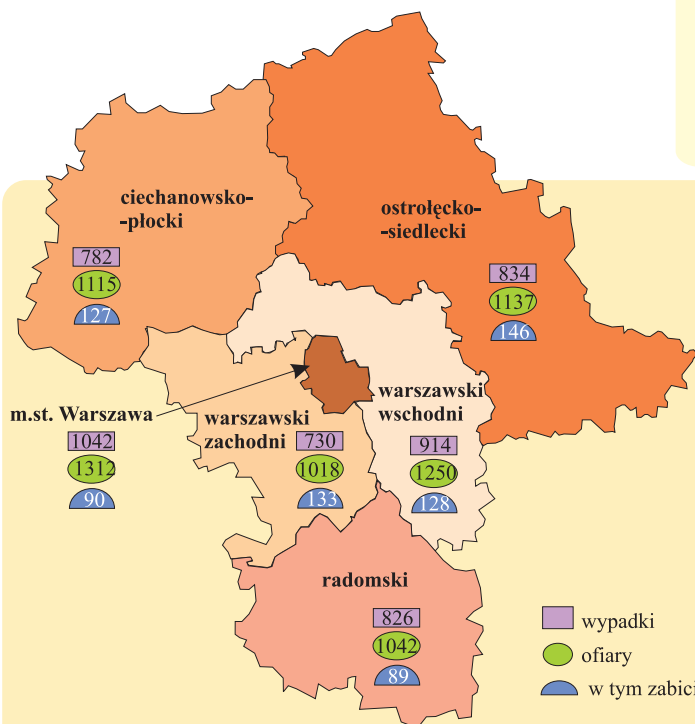 ciechanowsko-
-płocki
782
1115
127
ostrołęcko-
-siedlecki
834
1137
146
m.st. Warszawa
1042
1312
90
warszawski
zachodni
730
1018
133
warszawski
wschodni
914
1250
128
radomski
826
1042
89
wypadki
ofiary
w tym zabici